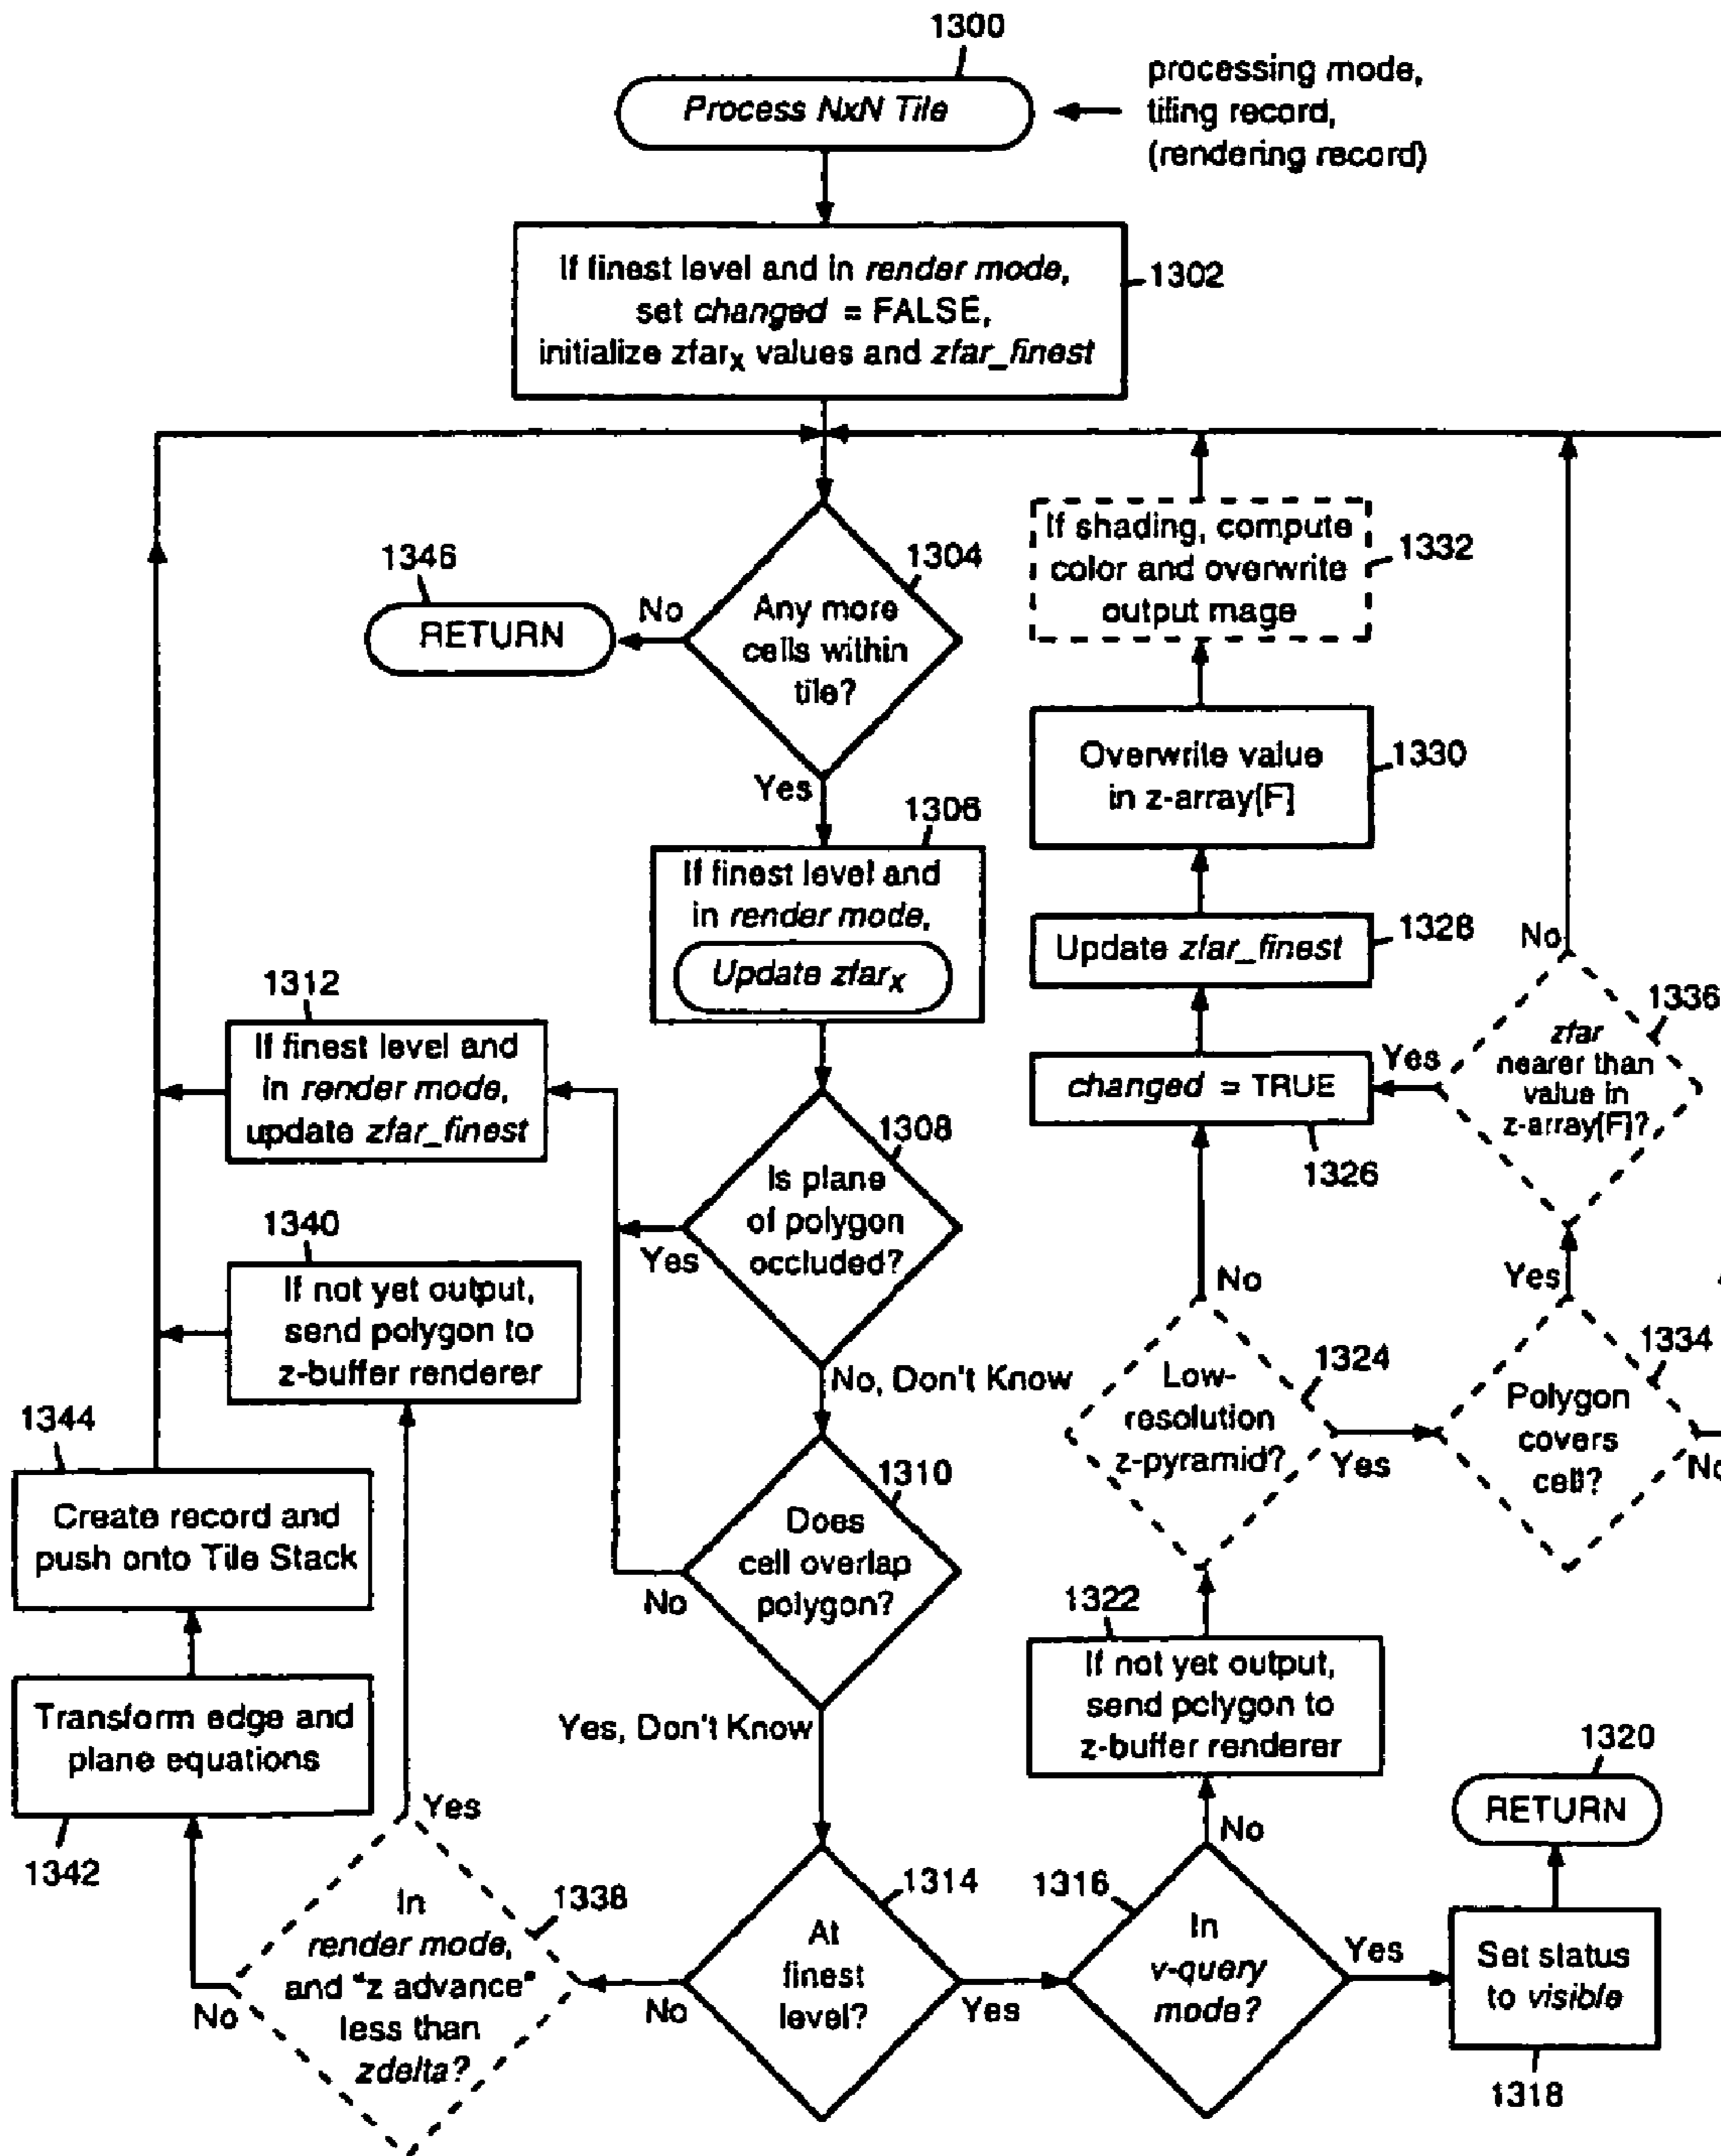 1300
Process NxN Tile
processing mode,
tiling record,
(rendering record)
If finest level and in render mode,
set changed = FALSE,
initialize zfarx values and zfar_finest
1302
1304
Any more
cells within
tile?
No
1346
RETURN
Yes
1306
If finest level and
in render mode,
Update zfarx
1308
Is plane
of polygon
occluded?
Yes
No, Don't Know
1312
If finest level and
in render mode,
update zfar_finest
1310
Does
cell overlap
polygon?
No
Yes, Don't Know
1340
If not yet output,
send polygon to
z-buffer renderer
1344
Create record and
push onto Tile Stack
Transform edge and
plane equations
1342
Yes
1338
In
render mode,
and "z advance"
less than
zdelta?
No
1314
At
finest
level?
No
Yes
1316
In
v-query
mode?
No
Yes
1318
Set status
to visible
1320
RETURN
1322
If not yet output,
send polygon to
z-buffer renderer
1324
Low-
resolution
z-pyramid?
No
Yes
1334
Polygon
covers
cell?
Yes
No
1336
zfar
nearer than
value in
z-array[F]?
No
Yes
changed = TRUE
1326
Update zfar_finest
1328
Overwrite value
in z-array[F]
1330
If shading, compute
color and overwrite
output mage
1332